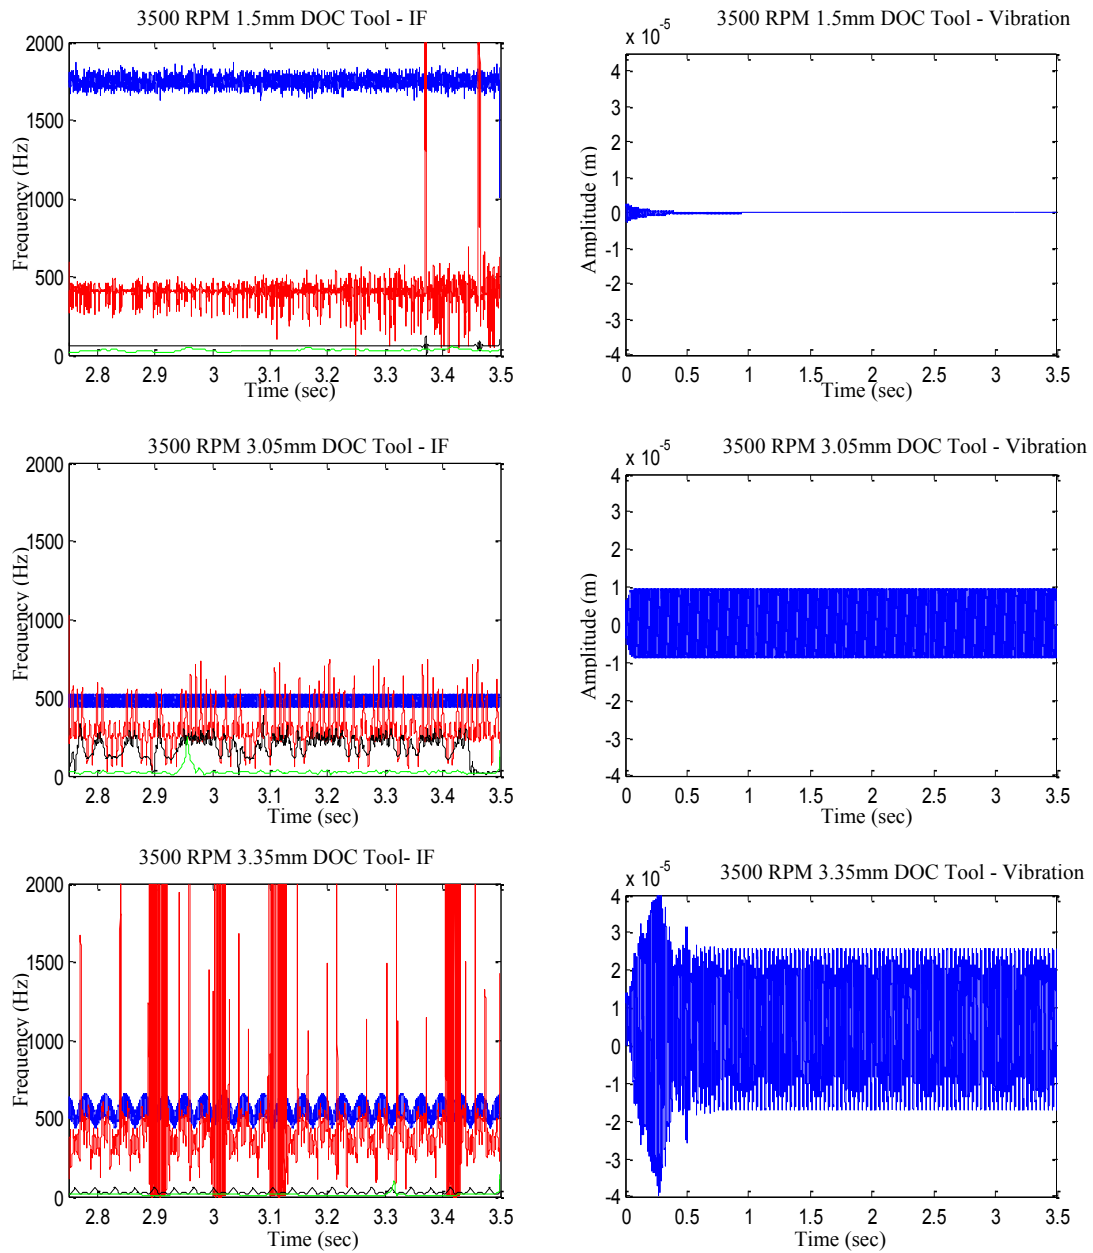 3500 RPM 1.5mm DOC Tool - IF
2000
1500
1000
500
0
Frequency (Hz)
2.8 2.9 3 3.1 3.2 3.3 3.4 3.5
Time (sec)
3500 RPM 1.5mm DOC Tool - Vibration
x 10-5
4
3
2
1
0
-1
-2
-3
-4
Amplitude (m)
0 0.5 1 1.5 2 2.5 3 3.5
Time (sec)
3500 RPM 3.05mm DOC Tool - IF
2000
1500
1000
500
0
Frequency (Hz)
2.8 2.9 3 3.1 3.2 3.3 3.4 3.5
Time (sec)
3500 RPM 3.05mm DOC Tool - Vibration
x 10-5
4
3
2
1
0
-1
-2
-3
-4
Amplitude (m)
0 0.5 1 1.5 2 2.5 3 3.5
Time (sec)
3500 RPM 3.35mm DOC Tool- IF
2000
1500
1000
500
0
Frequency (Hz)
2.8 2.9 3 3.1 3.2 3.3 3.4 3.5
Time (sec)
3500 RPM 3.35mm DOC Tool - Vibration
x 10-5
4
3
2
1
0
-1
-2
-3
-4
Amplitude (m)
0 0.5 1 1.5 2 2.5 3 3.5
Time (sec)